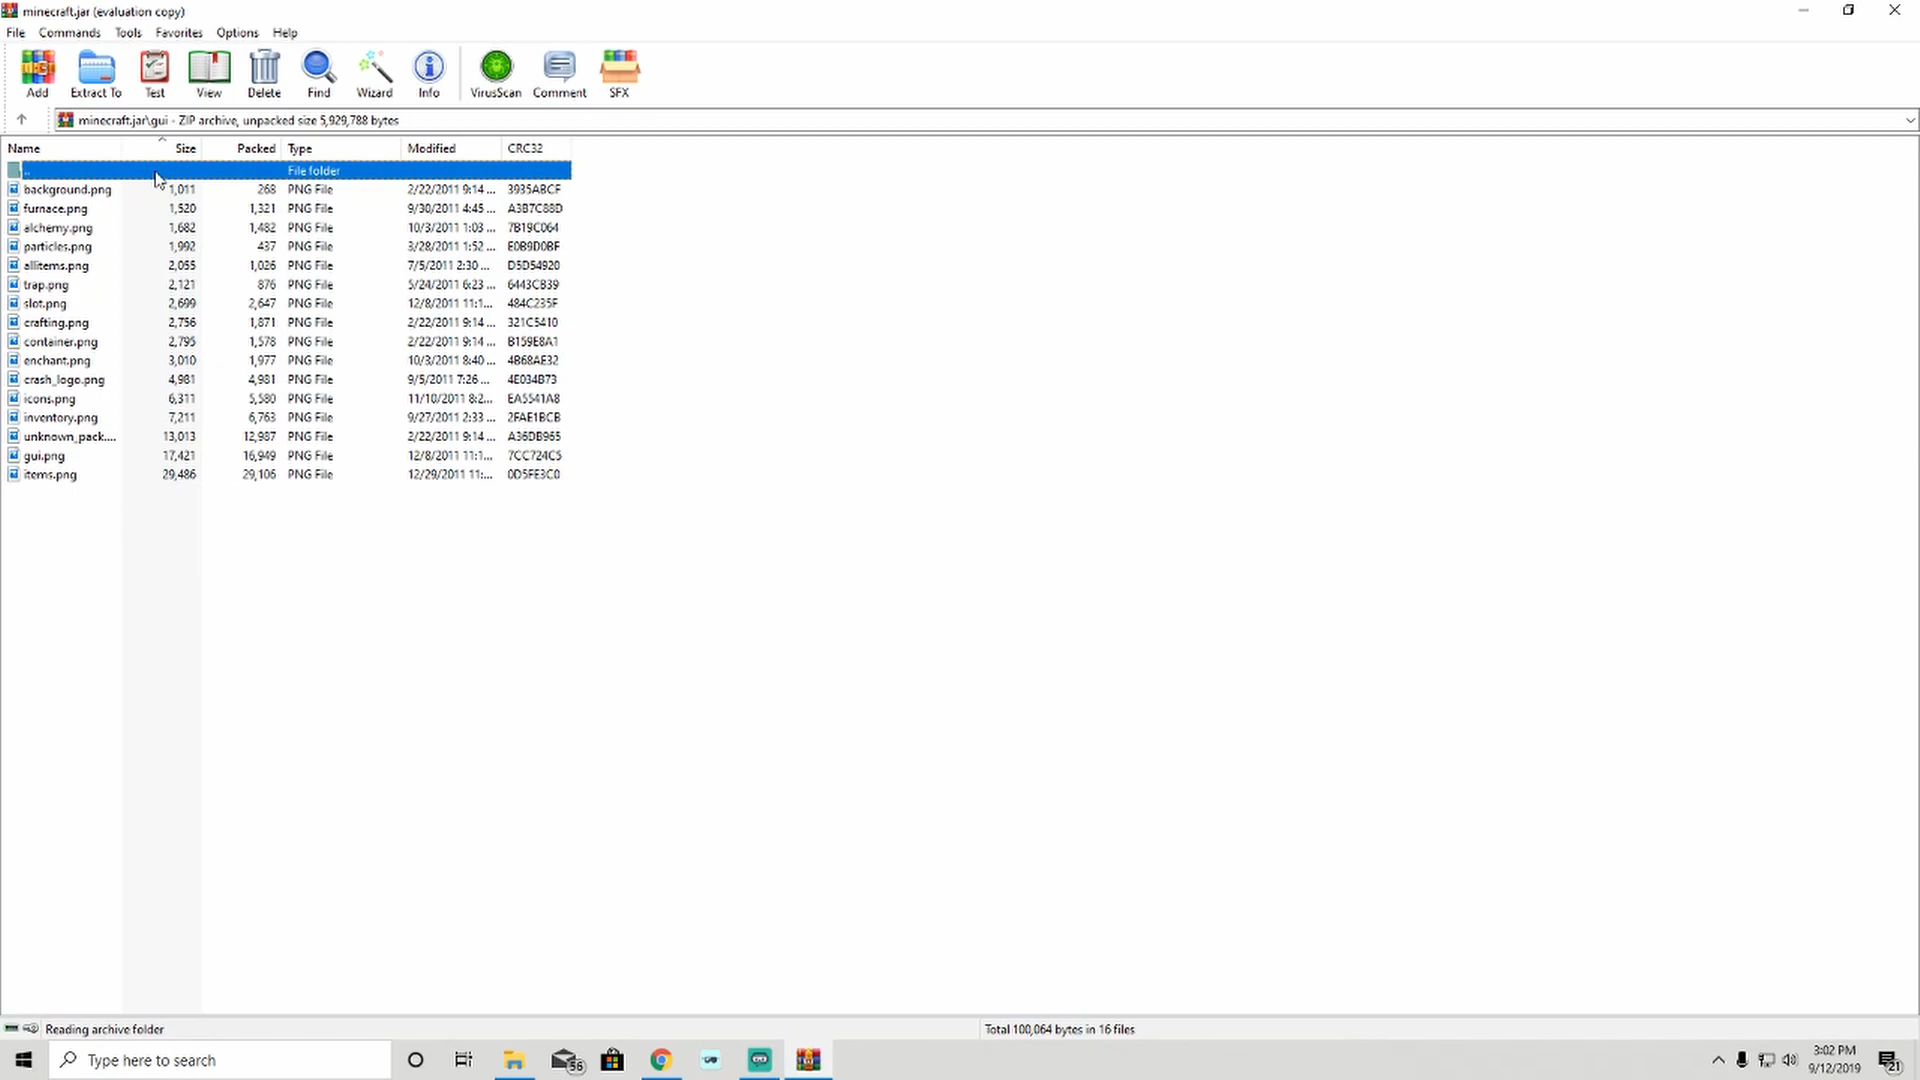 minecraft.jar (evaluation copy)
File Commands Tools Favorites Options Help
Add Extract To Test View Delete Find Wizard Info VirusScan Comment SFX
minecraft.jar\gui - ZIP archive, unpacked size 5,929,788 bytes
Name Size Packed Type Modified CRC32
.. File folder
background.png 1,011 268 PNG File 2/22/2011 9:14 ... 3935ABCF
furnace.png 1,520 1,321 PNG File 9/30/2011 4:45 ... A3B7C88D
alchemy.png 1,682 1,482 PNG File 10/3/2011 1:03 ... 7B19C064
particles.png 1,992 437 PNG File 3/28/2011 1:52 ... E0B9D0BF
allitems.png 2,055 1,026 PNG File 7/5/2011 2:30 ... D5D54920
trap.png 2,121 876 PNG File 5/24/2011 6:23 ... 6443CB39
slot.png 2,699 2,647 PNG File 12/8/2011 11:1... 484C235F
crafting.png 2,756 1,871 PNG File 2/22/2011 9:14 ... 321C5410
container.png 2,795 1,578 PNG File 2/22/2011 9:14 ... B159E8A1
enchant.png 3,010 1,977 PNG File 10/3/2011 8:40 ... 4B68AE32
crash_logo.png 4,981 4,981 PNG File 9/5/2011 7:26 ... 4E034B73
icons.png 6,311 5,580 PNG File 11/10/2011 8:2... EA5541A8
inventory.png 7,211 6,763 PNG File 9/27/2011 2:33 ... 2FAE1BCB
unknown_pack.... 13,013 12,987 PNG File 2/22/2011 9:14 ... A36DB965
gui.png 17,421 16,949 PNG File 12/8/2011 11:1... 7CC724C5
items.png 29,486 29,106 PNG File 12/29/2011 11:... 0D5FE3C0
Reading archive folder Total 100,064 bytes in 16 files
Type here to search 56 3:02 PM
9/12/2019 21